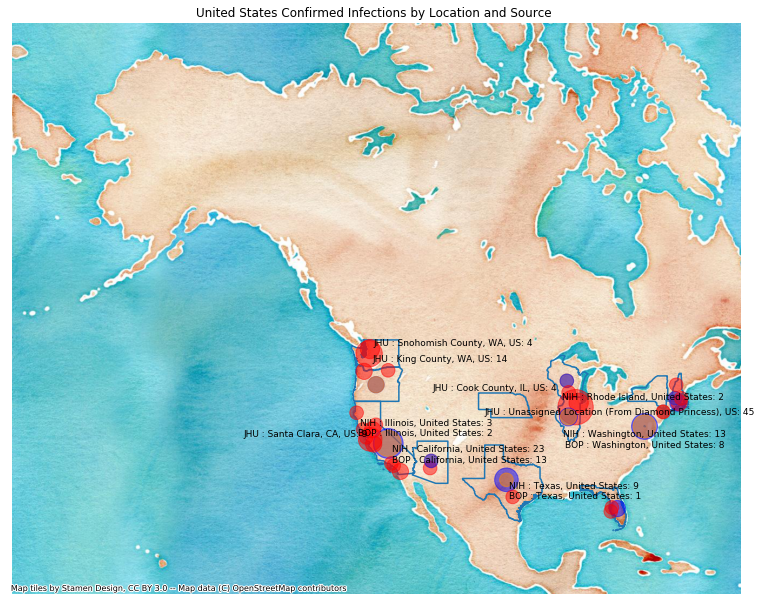 United States Confirmed Infections by Location and Source
JHU : Snohomish County, WA, US: 4
JHU : King County, WA, US: 14
JHU : Cook County, IL, US: 4
NIH : Rhode Island, United States: 2
JHU : Unassigned Location (From Diamond Princess), US: 45
NIH : Illinois, United States: 3
BOP : Illinois, United States: 2
JHU : Santa Clara, CA, US: 9
NIH : Washington, United States: 13
BOP : Washington, United States: 8
NIH : California, United States: 23
BOP : California, United States: 13
NIH : Texas, United States: 9
BOP : Texas, United States: 1
Map tiles by Stamen Design, CC BY 3.0 -- Map data (C) OpenStreetMap contributors